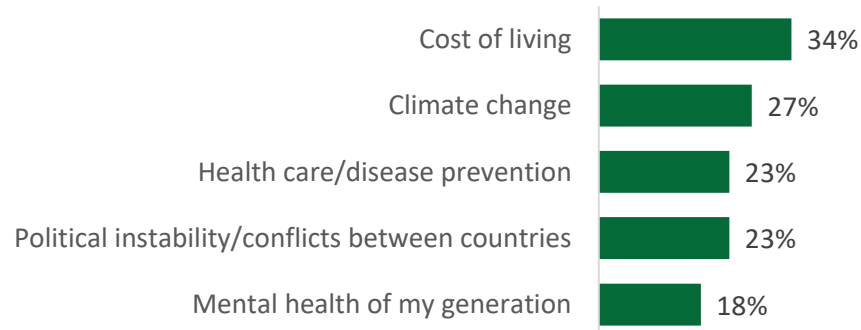 Cost of living 34%
Climate change 27%
Health care/disease prevention 23%
Political instability/conflicts between countries 23%
Mental health of my generation 18%